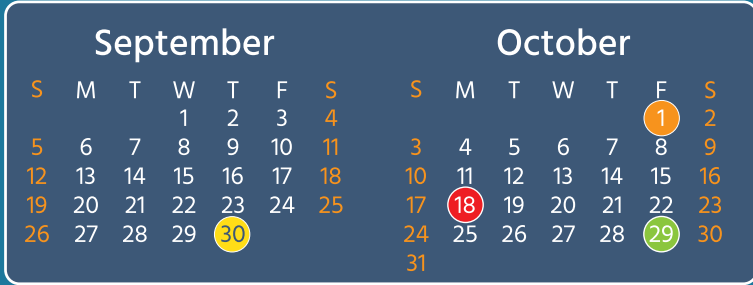 September
S M T W T F S
1 2 3 4
5 6 7 8 9 10 11
12 13 14 15 16 17 18
19 20 21 22 23 24 25
26 27 28 29 30
October
S M T W T F S
1 2
3 4 5 6 7 8 9
10 11 12 13 14 15 16
17 18 19 20 21 22 23
24 25 26 27 28 29 30
31